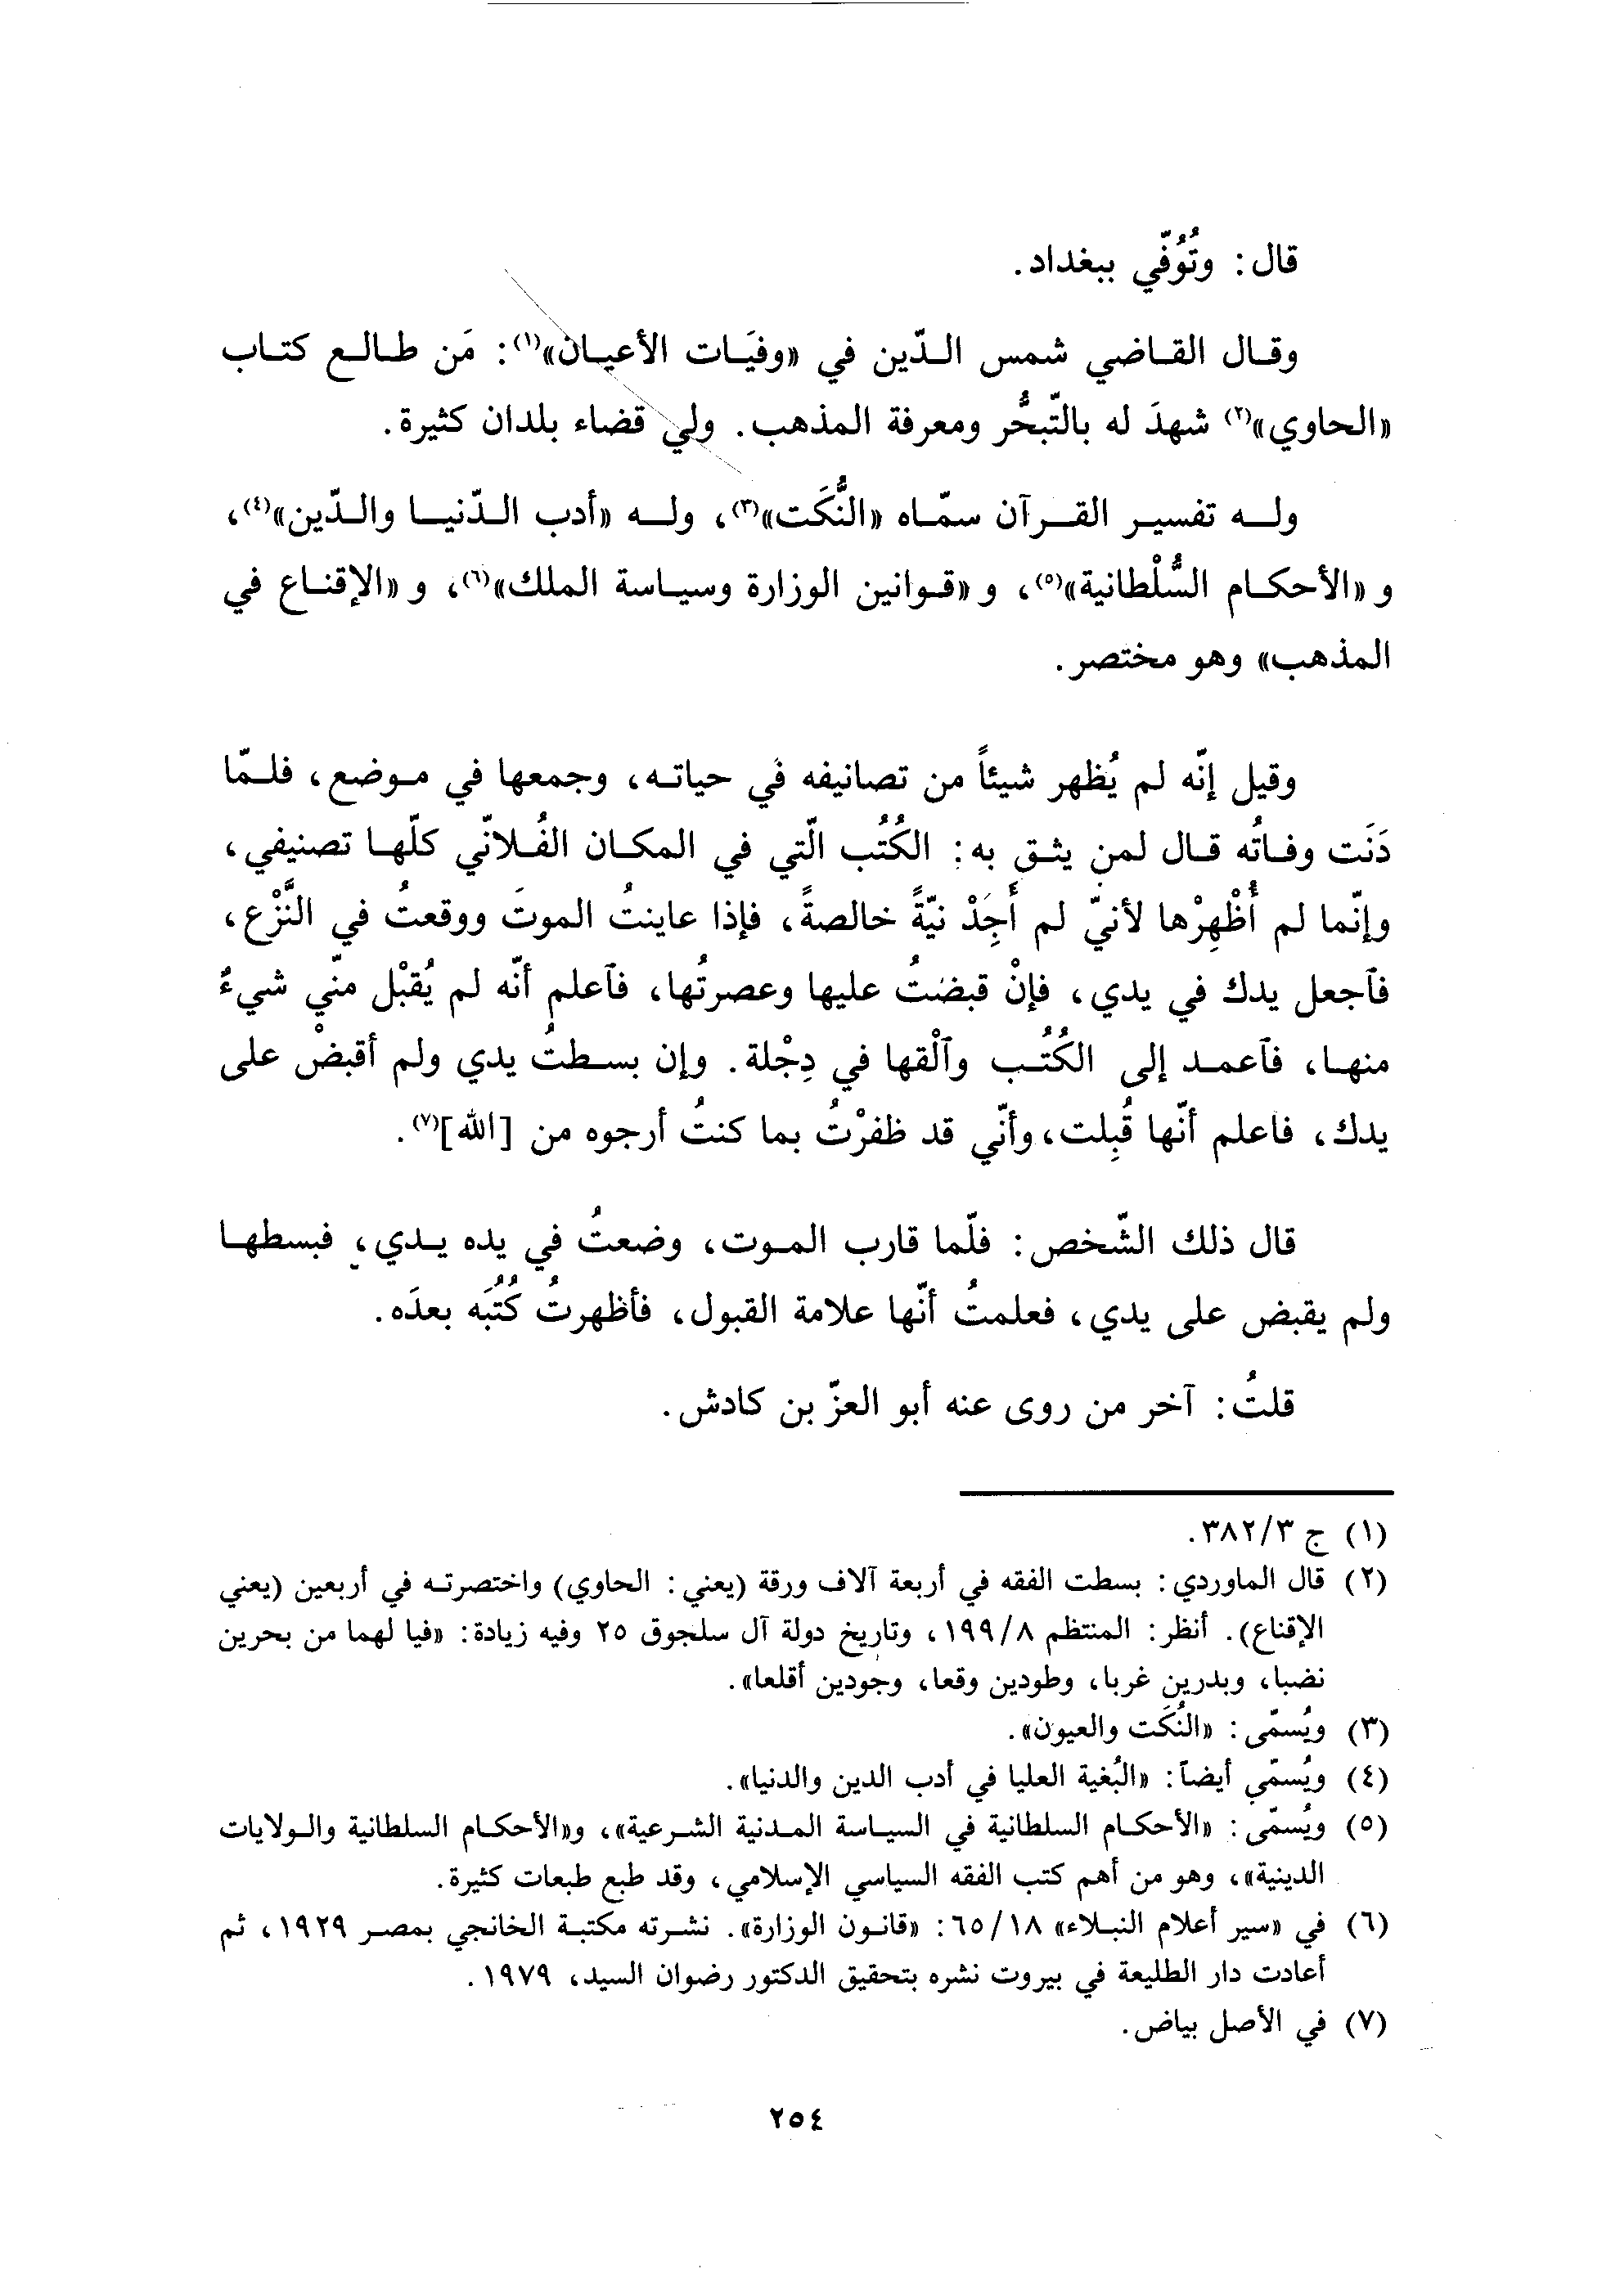 قال: وتُوُفّي ببغداد.
وقال القاضي شمس الدّين في «وفيَات الأعيان»(١): مَن طالع كتاب
«الحاوي»(٢) شهدَ له بالتّبحُّر ومعرفة المذهب. ولي قضاء بلدان كثيرة.
وله تفسير القرآن سمّاه «النُّكَت»(٣)، وله «أدب الدّنيا والدّين»(٤)،
و «الأحكام السُّلْطانية»(٥)، و «قوانين الوزارة وسياسة الملك»(٦)، و «الإقناع في
المذهب» وهو مختصر.
وقيل إنّه لم يُظهر شيئاً من تصانيفه في حياته، وجمعها في موضع، فلمّا
دَنَت وفاتُه قال لمن يثق به: الكُتُب الّتي في المكان الفُلانّي كلّها تصنيفي،
وإنّما لم أُظْهِرْها لأنيّ لم أَجِدْ نيّةً خالصةً، فإذا عاينتُ الموتَ ووقعتُ في النَّزْع،
فآجعل يدك في يدي، فإنْ قبضتُ عليها وعصرتُها، فآعلم أنّه لم يُقبْل منّي شيءٌ
منها، فآعمد إلى الكُتُب وآلْقها في دِجْلة. وإن بسطتُ يدي ولم أقبضْ على
يدك، فاعلم أنّها قُبِلت، وأنّي قد ظفرْتُ بما كنتُ أرجوه من [الله](٧).
قال ذلك الشّخص: فلّما قارب الموت، وضعتُ في يده يدي، فبسطها
ولم يقبض على يدي، فعلمتُ أنّها علامة القبول، فأظهرتُ كُتُبَه بعدَه.
قلتُ: آخر من روى عنه أبو العزّ بن كادش.
(١) ج ٣٨٢/٣.
(٢) قال الماوردي: بسطت الفقه في أربعة آلاف ورقة (يعني: الحاوي) واختصرته في أربعين (يعني
الإقناع). أنظر: المنتظم ١٩٩/٨، وتاريخ دولة آل سلجوق ٢٥ وفيه زيادة: «فيا لهما من بحرين
نضبا، وبدرين غربا، وطودين وقعا، وجودين أقلعا».
(٣) ويُسمّى: «النُكَت والعيون».
(٤) ويُسمّي أيضاً: «البُغية العليا في أدب الدين والدنيا».
(٥) ويُسمّى: «الأحكام السلطانية في السياسة المدنية الشرعية»، و«الأحكام السلطانية والولايات
الدينية»، وهو من أهم كتب الفقه السياسي الإسلامي، وقد طبع طبعات كثيرة.
(٦) في «سير أعلام النبلاء» ٦٥/١٨: «قانون الوزارة». نشرته مكتبة الخانجي بمصر ١٩٢٩، ثم
أعادت دار الطليعة في بيروت نشره بتحقيق الدكتور رضوان السيد، ١٩٧٩.
(٧) في الأصل بياض.
٢٥٤